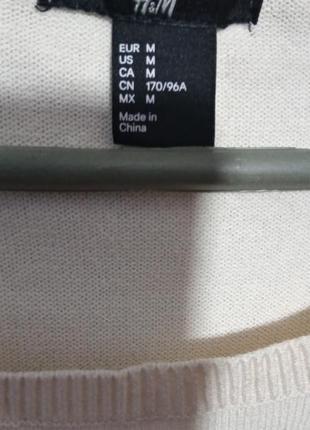 H&M
EUR M
US M
CA M
CN 170/96A
MX M
Made in
China